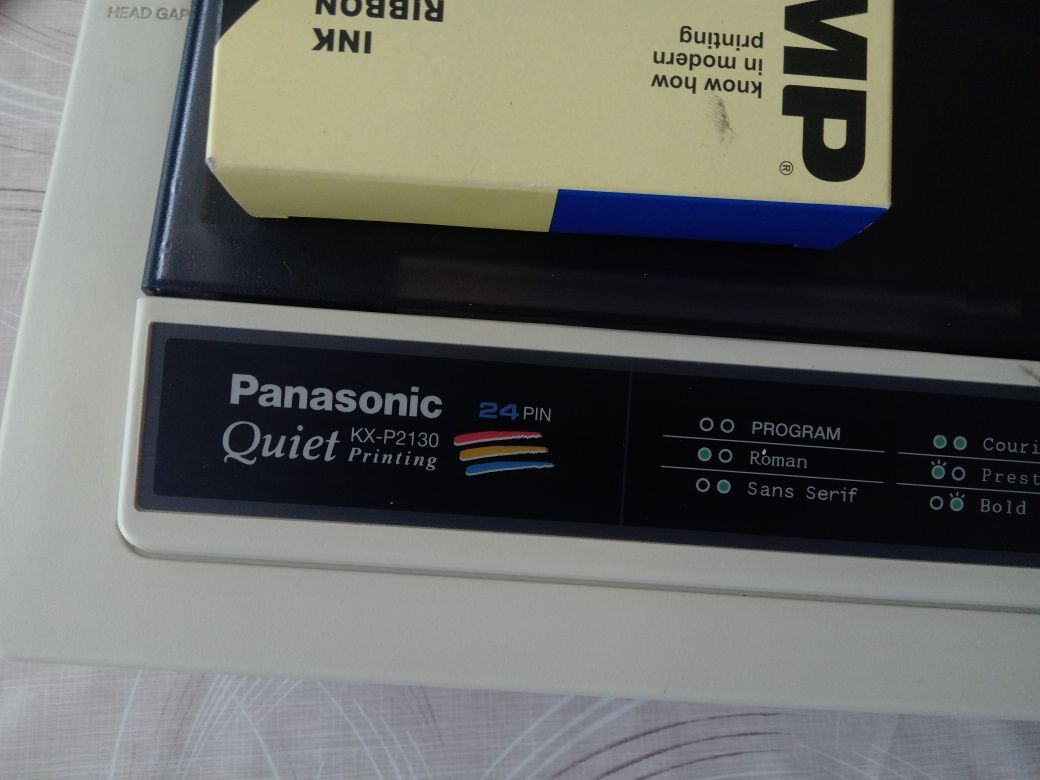 HEAD GAP
INK
RIBBON
know how
in modern
printing
MP®
Panasonic
24 PIN
Quiet KX-P2130
Printing
PROGRAM
Roman
Sans Serif
Couri
Prest
Bold